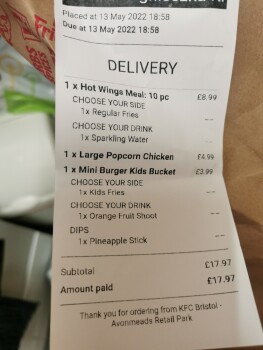 Placed at 13 May 2022 18:58
Due at 13 May 2022 18:58
DELIVERY
1 x Hot Wings Meal: 10 pc £8.99
CHOOSE YOUR SIDE
1x Regular Fries --
CHOOSE YOUR DRINK
1x Sparkling Water --
1 x Large Popcorn Chicken £4.99
1 x Mini Burger Kids Bucket £3.99
CHOOSE YOUR SIDE
1x Kids Fries --
CHOOSE YOUR DRINK
1x Orange Fruit Shoot --
DIPS
1x Pineapple Stick --
Subtotal £17.97
Amount paid £17.97
Thank you for ordering from KFC Bristol -
Avonmeads Retail Park